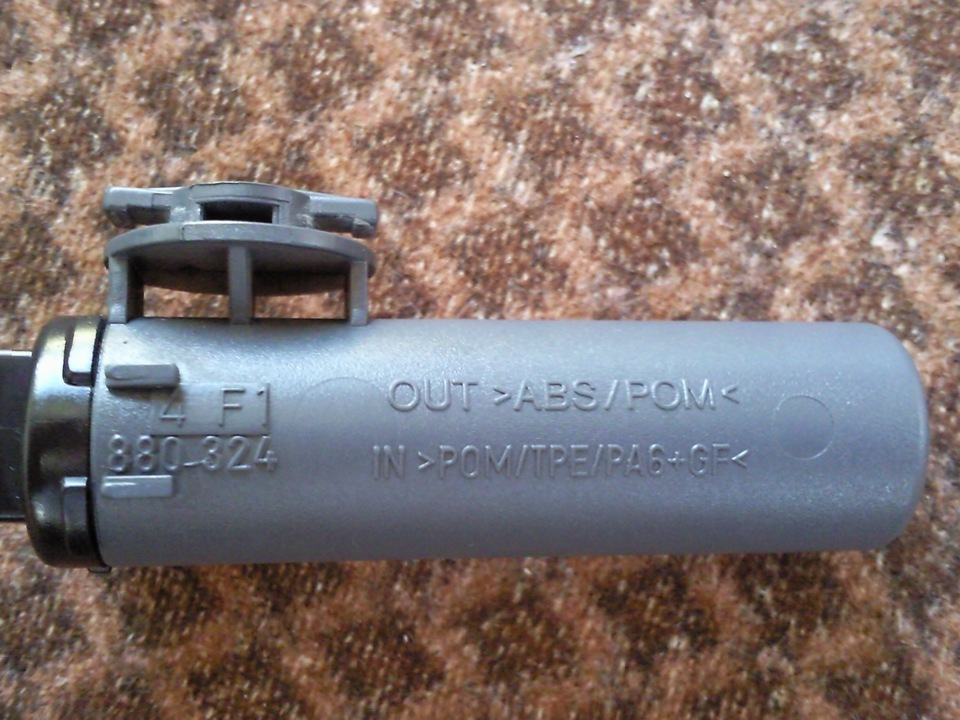 4 F1
880 324
OUT >ABS/POM<
IN >POM/TPE/PA6+GF<